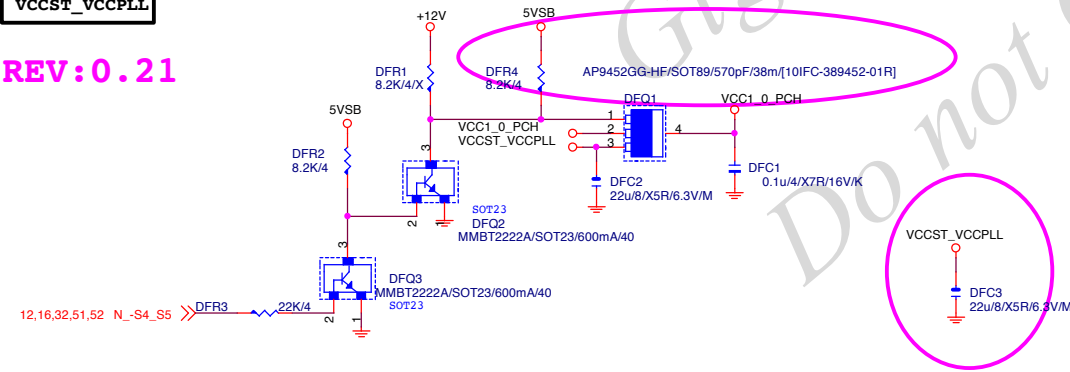 VCCST_VCCPLL
REV:0.21
+12V
5VSB
DFR1
8.2K/4/X
DFR4
8.2K/4
AP9452GG-HF/SOT89/570pF/38m/[10IFC-389452-01R]
DFQ1
VCC1_0_PCH
5VSB
1
VCC1_0_PCH
2
4
VCCST_VCCPLL
3
DFR2
8.2K/4
3
DFC2
22u/8/X5R/6.3V/M
DFC1
0.1u/4/X7R/16V/K
SOT23
DFQ2
MMBT2222A/SOT23/600mA/40
2
1
VCCST_VCCPLL
3
DFQ3
MMBT2222A/SOT23/600mA/40
SOT23
DFC3
22u/8/X5R/6.3V/M
12,16,32,51,52 N_-S4_S5
DFR3
22K/4
2
1
Do not